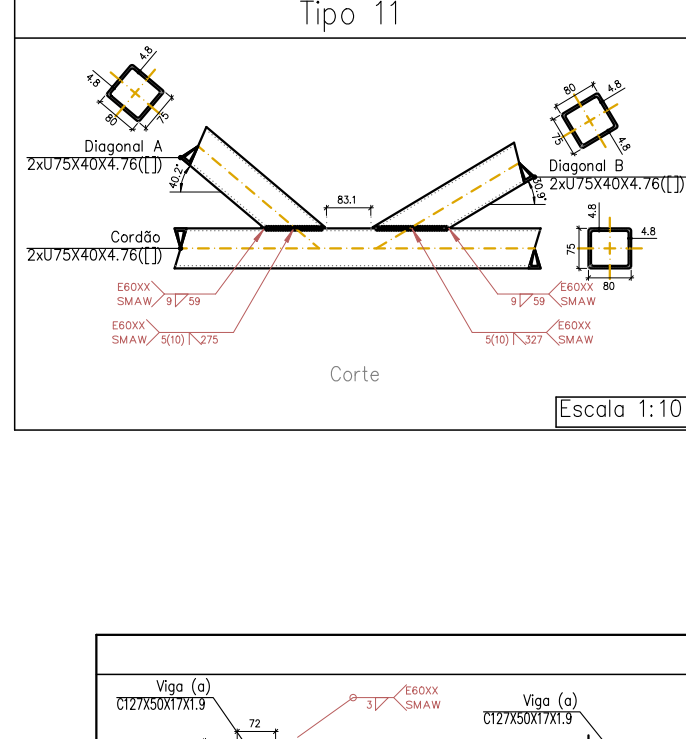 Tipo 11
4.8
4.8
80
75
80
4.8
75
4.8
Diagonal A
2xU75X40X4.76([])
40.2°
83.1
30.9°
Diagonal B
2xU75X40X4.76([])
Cordão
2xU75X40X4.76([])
4.8
4.8
75
80
E60XX
SMAW
9
59
E60XX
SMAW
5(10)
275
9
59
E60XX
SMAW
5(10)
327
E60XX
SMAW
Corte
Escala 1:10
Viga (a)
C127X50X17X1.9
72
3
E60XX
SMAW
Viga (a)
C127X50X17X1.9